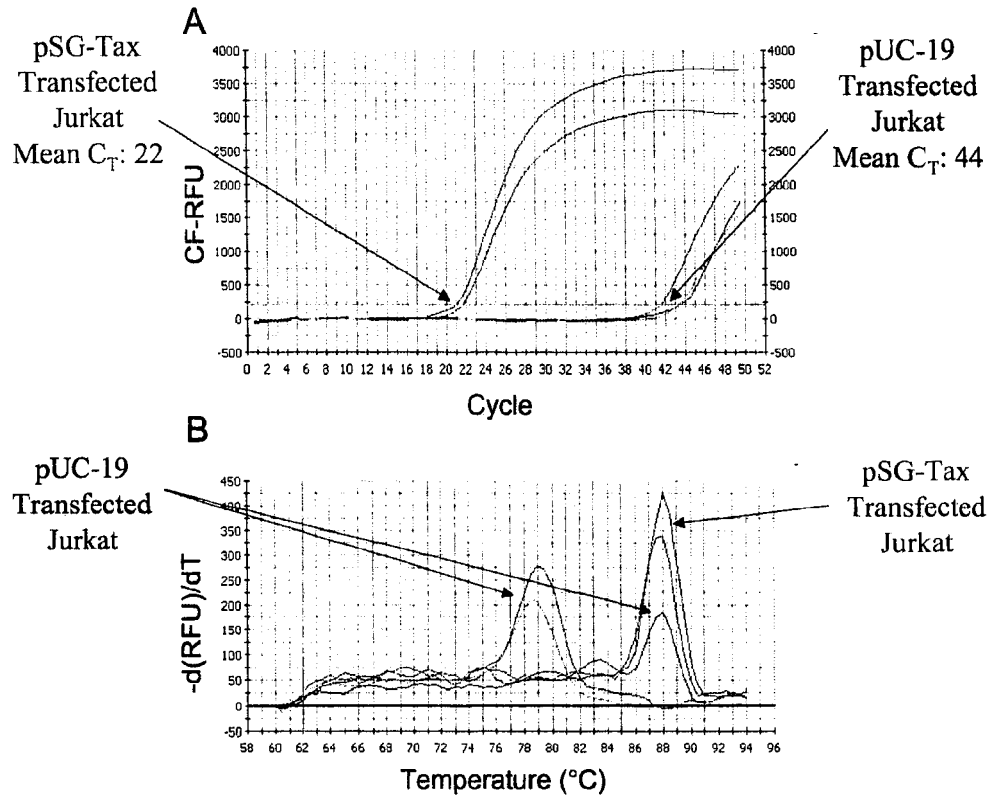 A
pSG-Tax
Transfected
Jurkat
Mean CT: 22
pUC-19
Transfected
Jurkat
Mean CT: 44
CF-RFU
4000 4000
3500 3500
3000 3000
2500 2500
2000 2000
1500 1500
1000 1000
500 500
0 0
-500 -500
0 2 4 6 8 10 12 14 16 18 20 22 24 26 28 30 32 34 36 38 40 42 44 46 48 50 52
Cycle
B
pUC-19
Transfected
Jurkat
pSG-Tax
Transfected
Jurkat
-d(RFU)/dT
450
400
350
300
250
200
150
100
50
0
-50
58 60 62 64 66 68 70 72 74 76 78 80 82 84 86 88 90 92 94 96
Temperature (°C)